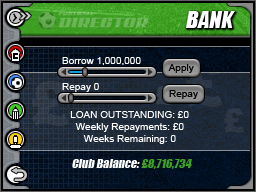 FOOTBALL
DIRECTOR
BANK
Borrow 1,000,000
Apply
Repay 0
Repay
LOAN OUTSTANDING: £0
Weekly Repayments: £0
Weeks Remaining: 0
Club Balance: £8,716,734